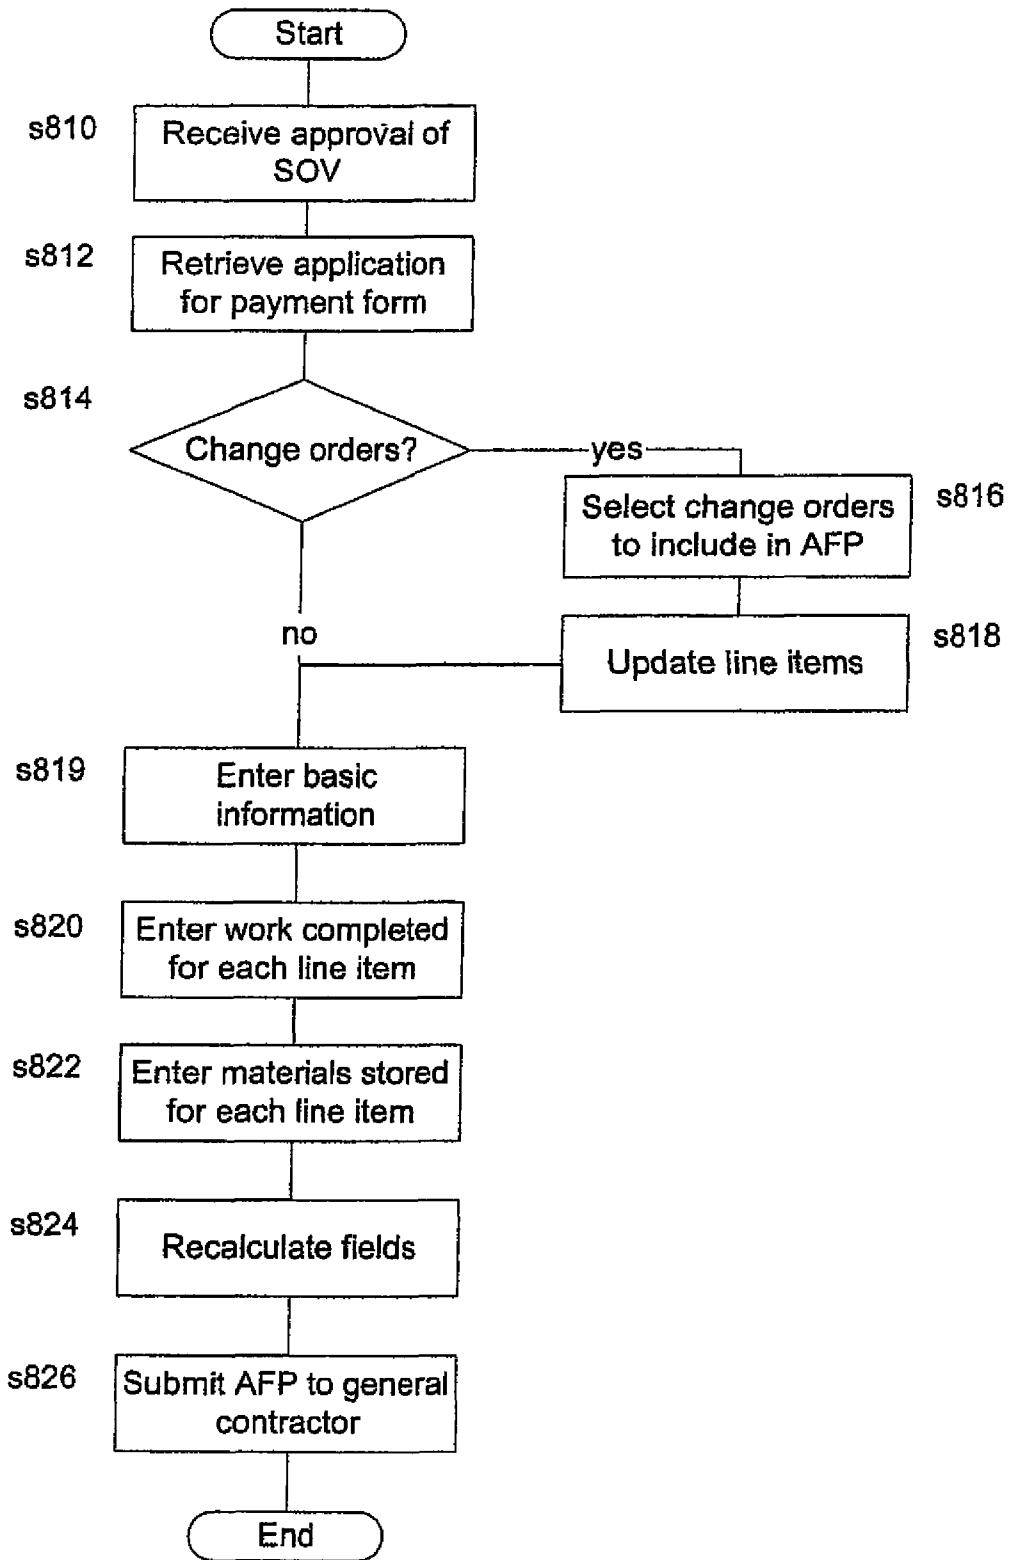 Start
s810
Receive approval of
SOV
s812
Retrieve application
for payment form
s814
Change orders?
yes
s816
Select change orders
to include in AFP
no
s818
Update line items
s819
Enter basic
information
s820
Enter work completed
for each line item
s822
Enter materials stored
for each line item
s824
Recalculate fields
s826
Submit AFP to general
contractor
End